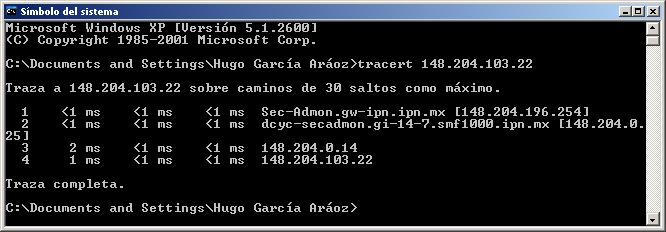 Símbolo del sistema
Microsoft Windows XP [Versión 5.1.2600]
(C) Copyright 1985-2001 Microsoft Corp.
C:\Documents and Settings\Hugo García Aráoz>tracert 148.204.103.22
Traza a 148.204.103.22 sobre caminos de 30 saltos como máximo.
1 <1 ms <1 ms <1 ms Sec-Admon.gw-ipn.ipn.mx [148.204.196.254]
2 <1 ms <1 ms <1 ms dcyc-secadmon.gi-14-7.smf1000.ipn.mx [148.204.0.
25]
3 2 ms <1 ms <1 ms 148.204.0.14
4 1 ms <1 ms <1 ms 148.204.103.22
Traza completa.
C:\Documents and Settings\Hugo García Aráoz>